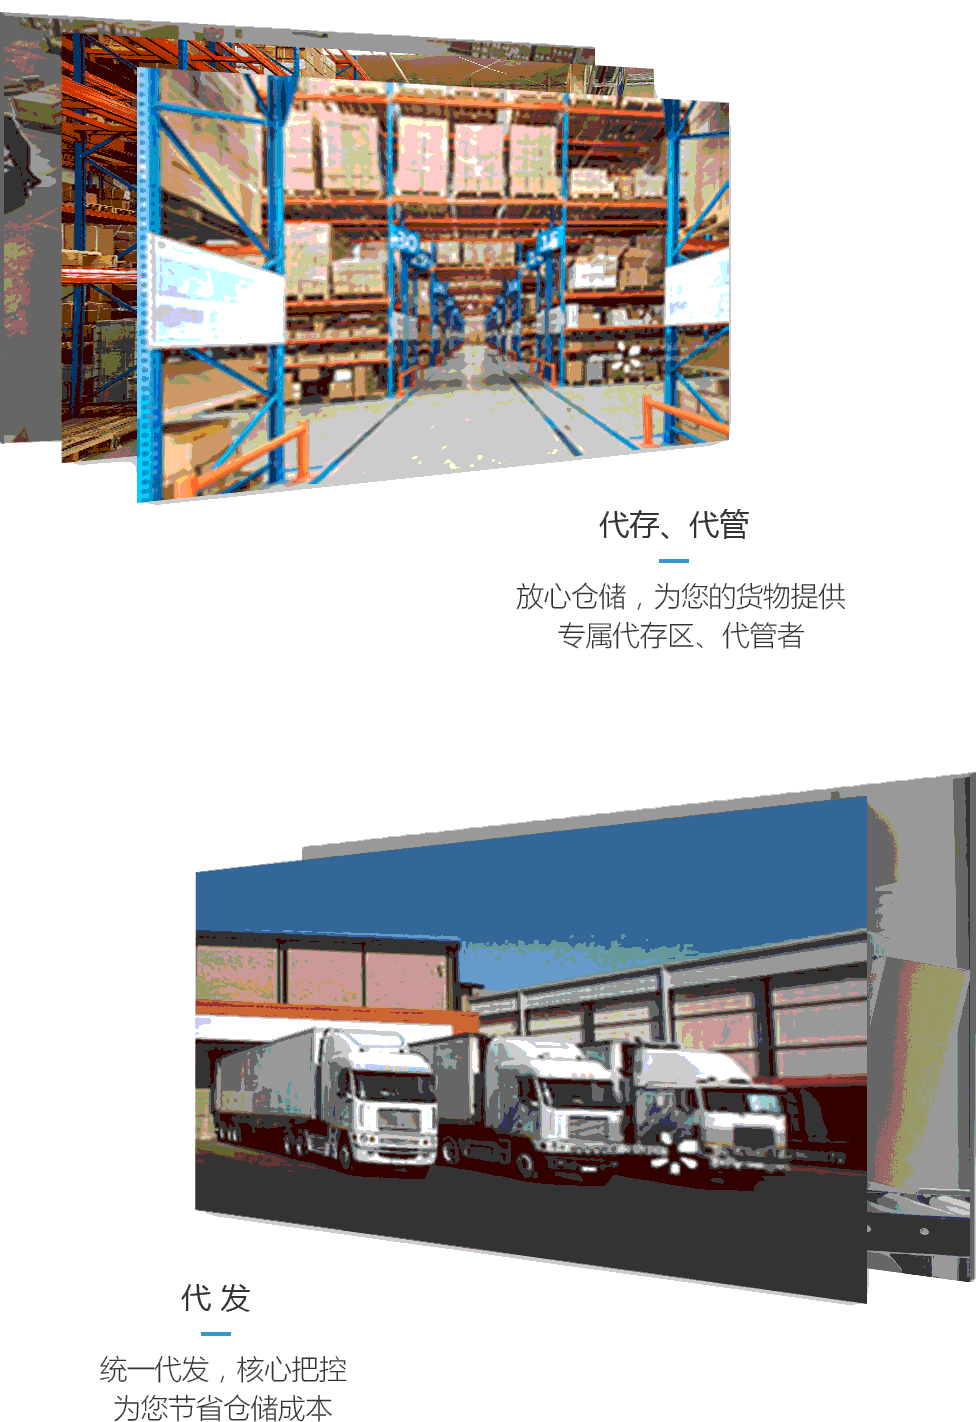 代存、代管
放心仓储，为您的货物提供
专属代存区、代管者
代 发
统一代发，核心把控
为您节省仓储成本